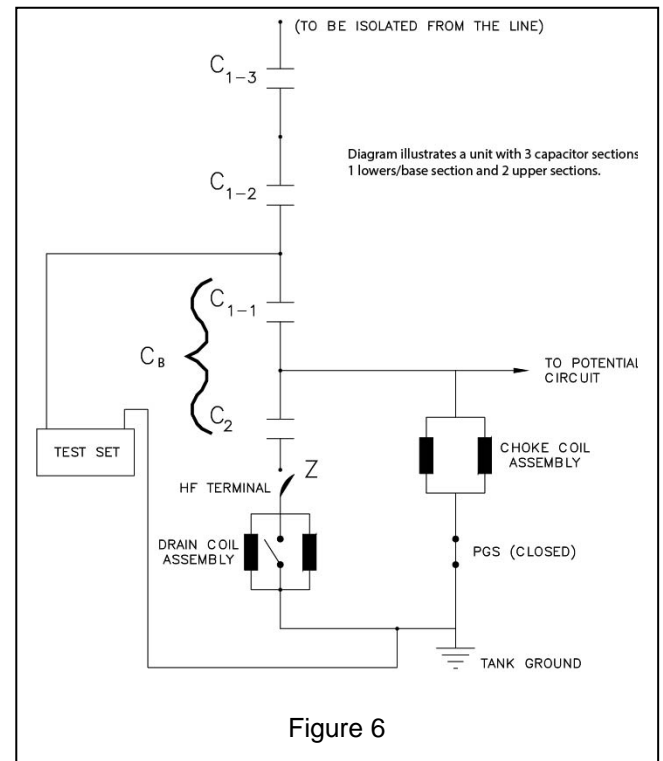 (TO BE ISOLATED FROM THE LINE)
C1-3
Diagram illustrates a unit with 3 capacitor sections
1 lowers/base section and 2 upper sections.
C1-2
C1-1
CB
TO POTENTIAL
CIRCUIT
C2
TEST SET
CHOKE COIL
ASSEMBLY
Z
HF TERMINAL
DRAIN COIL
ASSEMBLY
PGS (CLOSED)
TANK GROUND
Figure 6